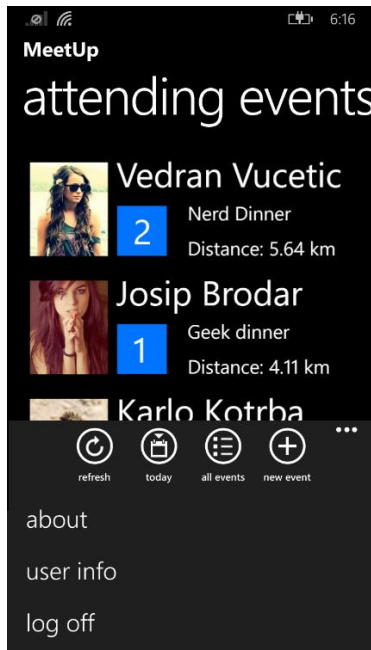 6:16
MeetUp
attending events
Vedran Vucetic
2
Nerd Dinner
Distance: 5.64 km
Josip Brodar
1
Geek dinner
Distance: 4.11 km
Karlo Kotrba
refresh today all events new event
about
user info
log off